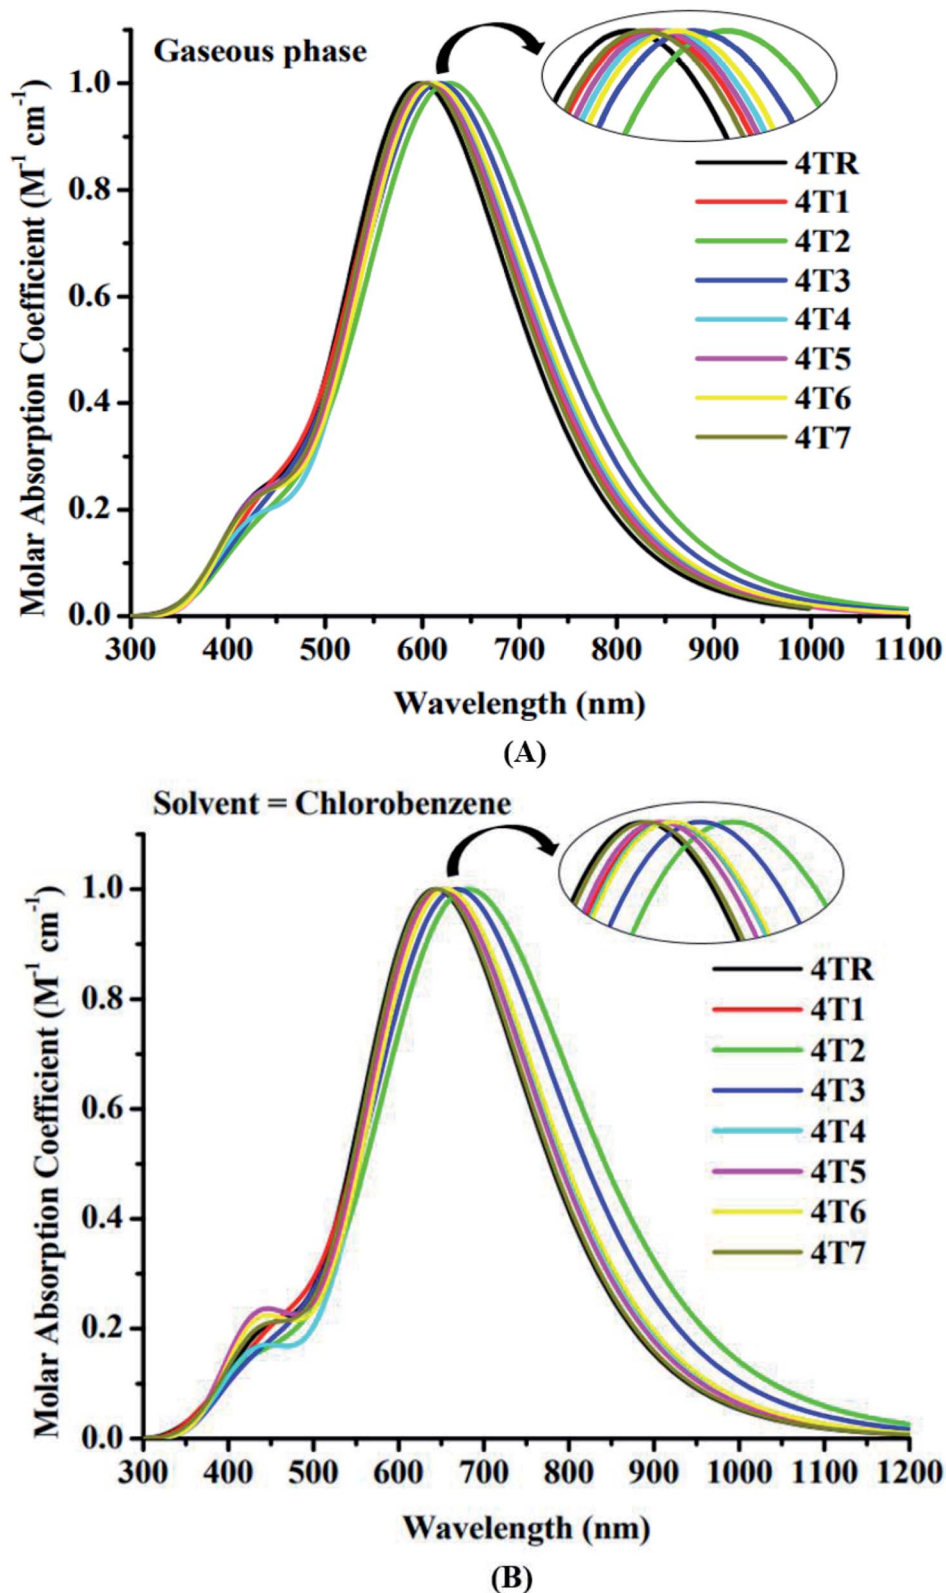 Gaseous phase
Molar Absorption Coefficient (M⁻¹ cm⁻¹)
1.0
0.8
0.6
0.4
0.2
0.0
4TR
4T1
4T2
4T3
4T4
4T5
4T6
4T7
300 400 500 600 700 800 900 1000 1100
Wavelength (nm)
(A)
Solvent = Chlorobenzene
Molar Absorption Coefficient (M⁻¹ cm⁻¹)
1.0
0.8
0.6
0.4
0.2
0.0
4TR
4T1
4T2
4T3
4T4
4T5
4T6
4T7
300 400 500 600 700 800 900 1000 1100 1200
Wavelength (nm)
(B)